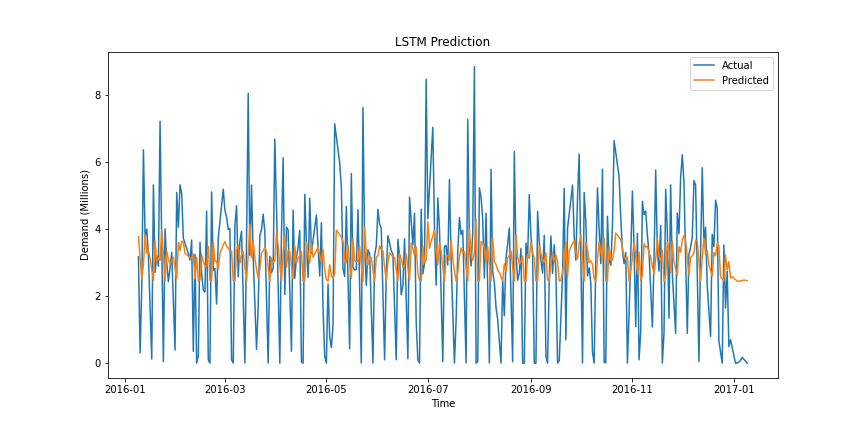 LSTM Prediction
Actual
Predicted
Demand (Millions)
8
6
4
2
0
2016-01 2016-03 2016-05 2016-07 2016-09 2016-11 2017-01
Time